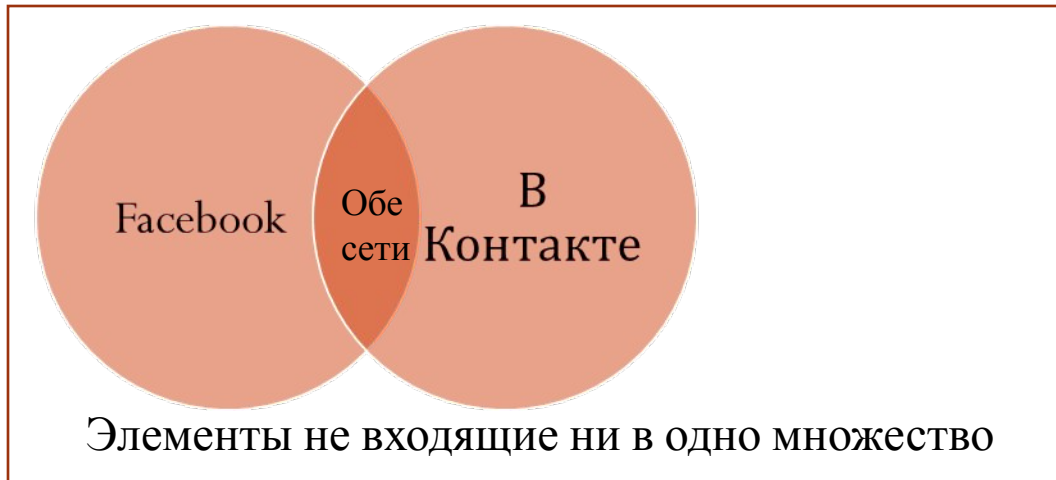 Facebook
Обе
сети
В
Контакте
Элементы не входящие ни в одно множество